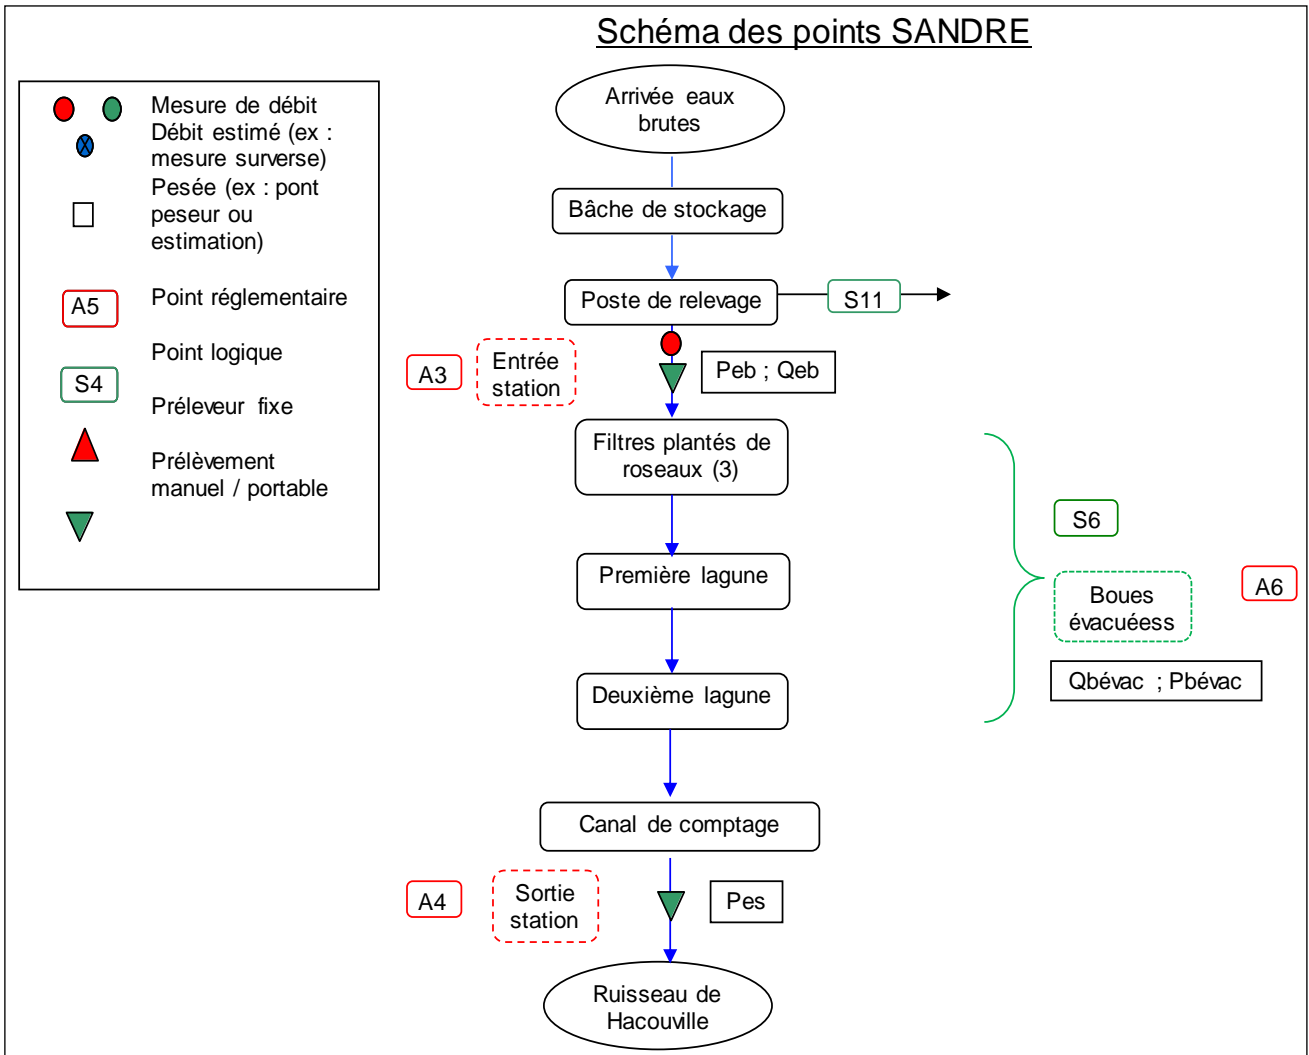 Schéma des points SANDRE
Mesure de débit
Débit estimé (ex :
mesure surverse)
Pesée (ex : pont
peseur ou
estimation)
A5
Point réglementaire
Point logique
S4
Préleveur fixe
Prélèvement
manuel / portable
X
Arrivée eaux
brutes
Bâche de stockage
Poste de relevage
S11
A3
Entrée
station
Peb ; Qeb
Filtres plantés de
roseaux (3)
Première lagune
Deuxième lagune
S6
Boues
évacuéess
A6
Qbévac ; Pbévac
Canal de comptage
A4
Sortie
station
Pes
Ruisseau de
Hacouville